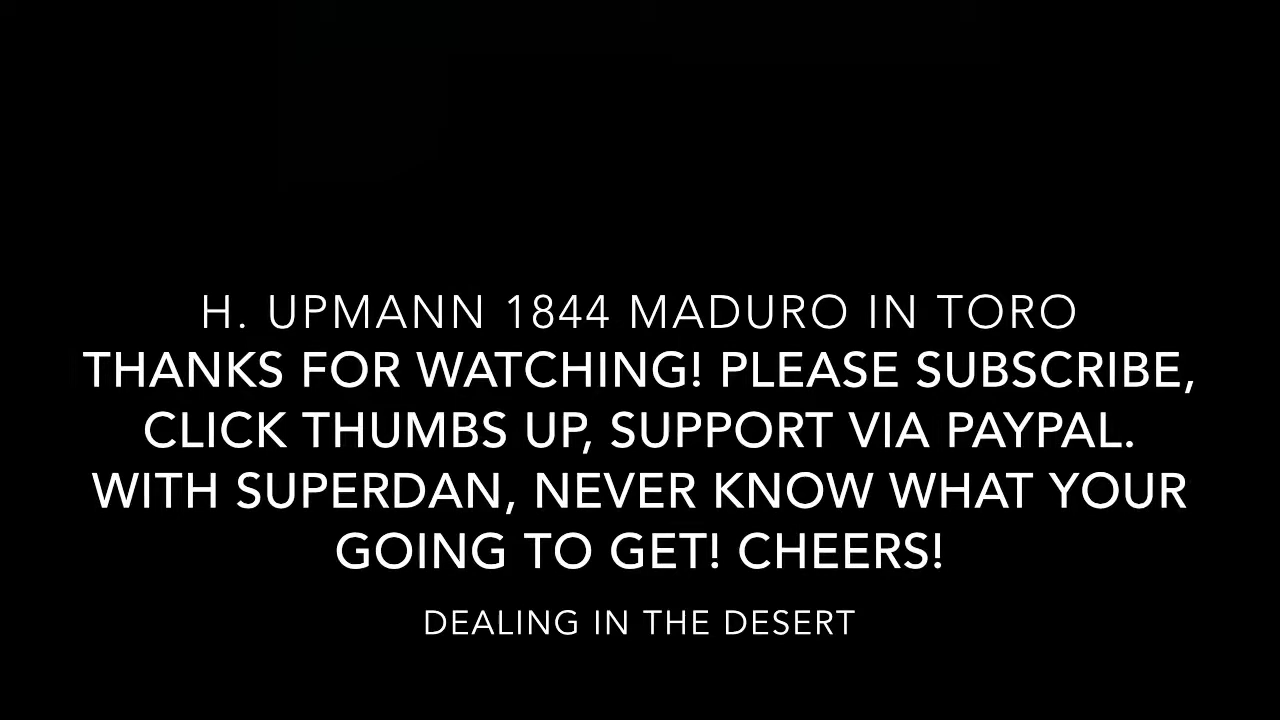 H. UPMANN 1844 MADURO IN TORO
THANKS FOR WATCHING! PLEASE SUBSCRIBE,
CLICK THUMBS UP, SUPPORT VIA PAYPAL.
WITH SUPERDAN, NEVER KNOW WHAT YOUR
GOING TO GET! CHEERS!
DEALING IN THE DESERT